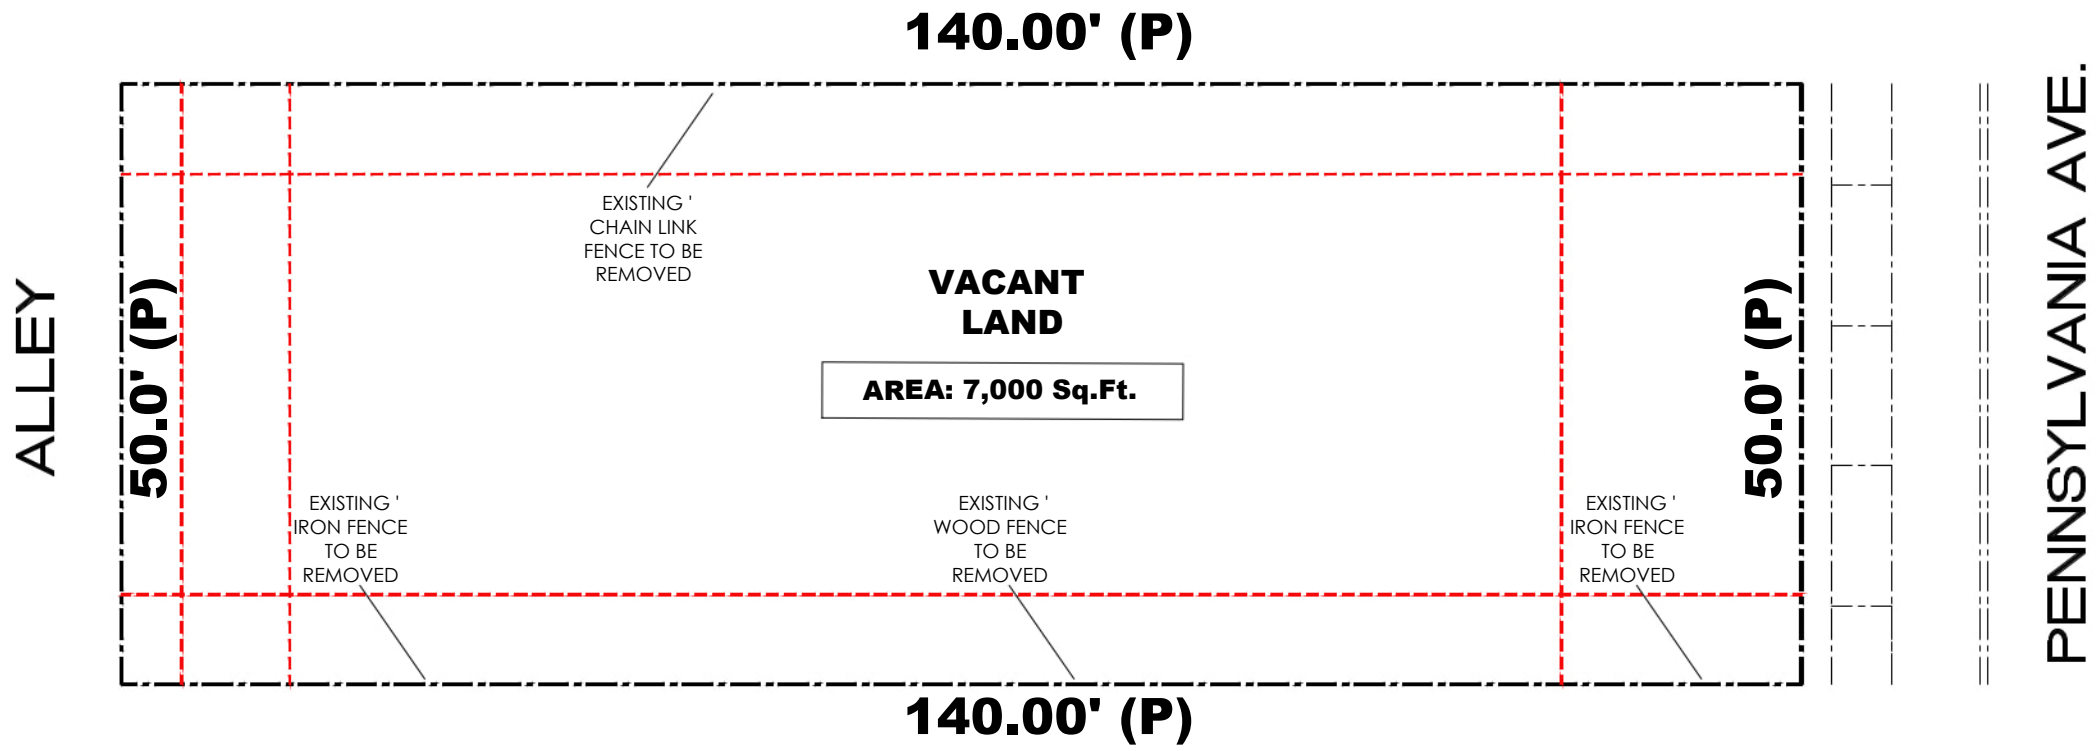 140.00' (P)
ALLEY
50.0' (P)
EXISTING '
CHAIN LINK
FENCE TO BE
REMOVED
VACANT
LAND
AREA: 7,000 Sq.Ft.
50.0' (P)
PENNSYLVANIA AVE.
EXISTING '
IRON FENCE
TO BE
REMOVED
EXISTING '
WOOD FENCE
TO BE
REMOVED
EXISTING '
IRON FENCE
TO BE
REMOVED
140.00' (P)